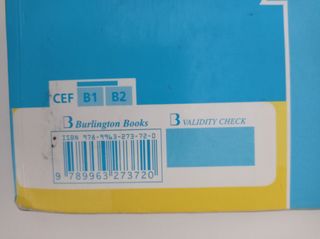 CEF B1 B2
B Burlington Books
B VALIDITY CHECK
ISBN 978-9963-273-72-0
9 789963 273720